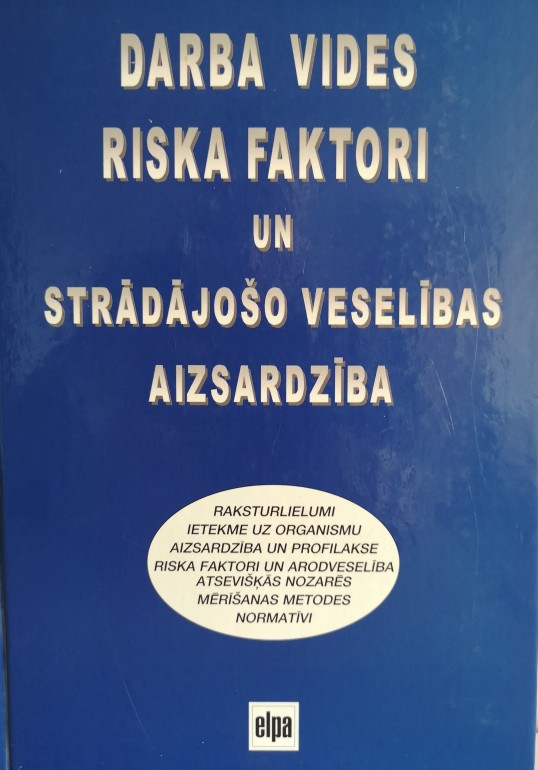 DARBA VIDES
RISKA FAKTORI
UN
STRĀDĀJOŠO VESELĪBAS
AIZSARDZĪBA
RAKSTURLIELUMI
IETEKME UZ ORGANISMU
AIZSARDZĪBA UN PROFILAKSE
RISKA FAKTORI UN ARODVESELĪBA
ATSEVIŠĶĀS NOZARĒS
MĒRĪŠANAS METODES
NORMATĪVI
elpa